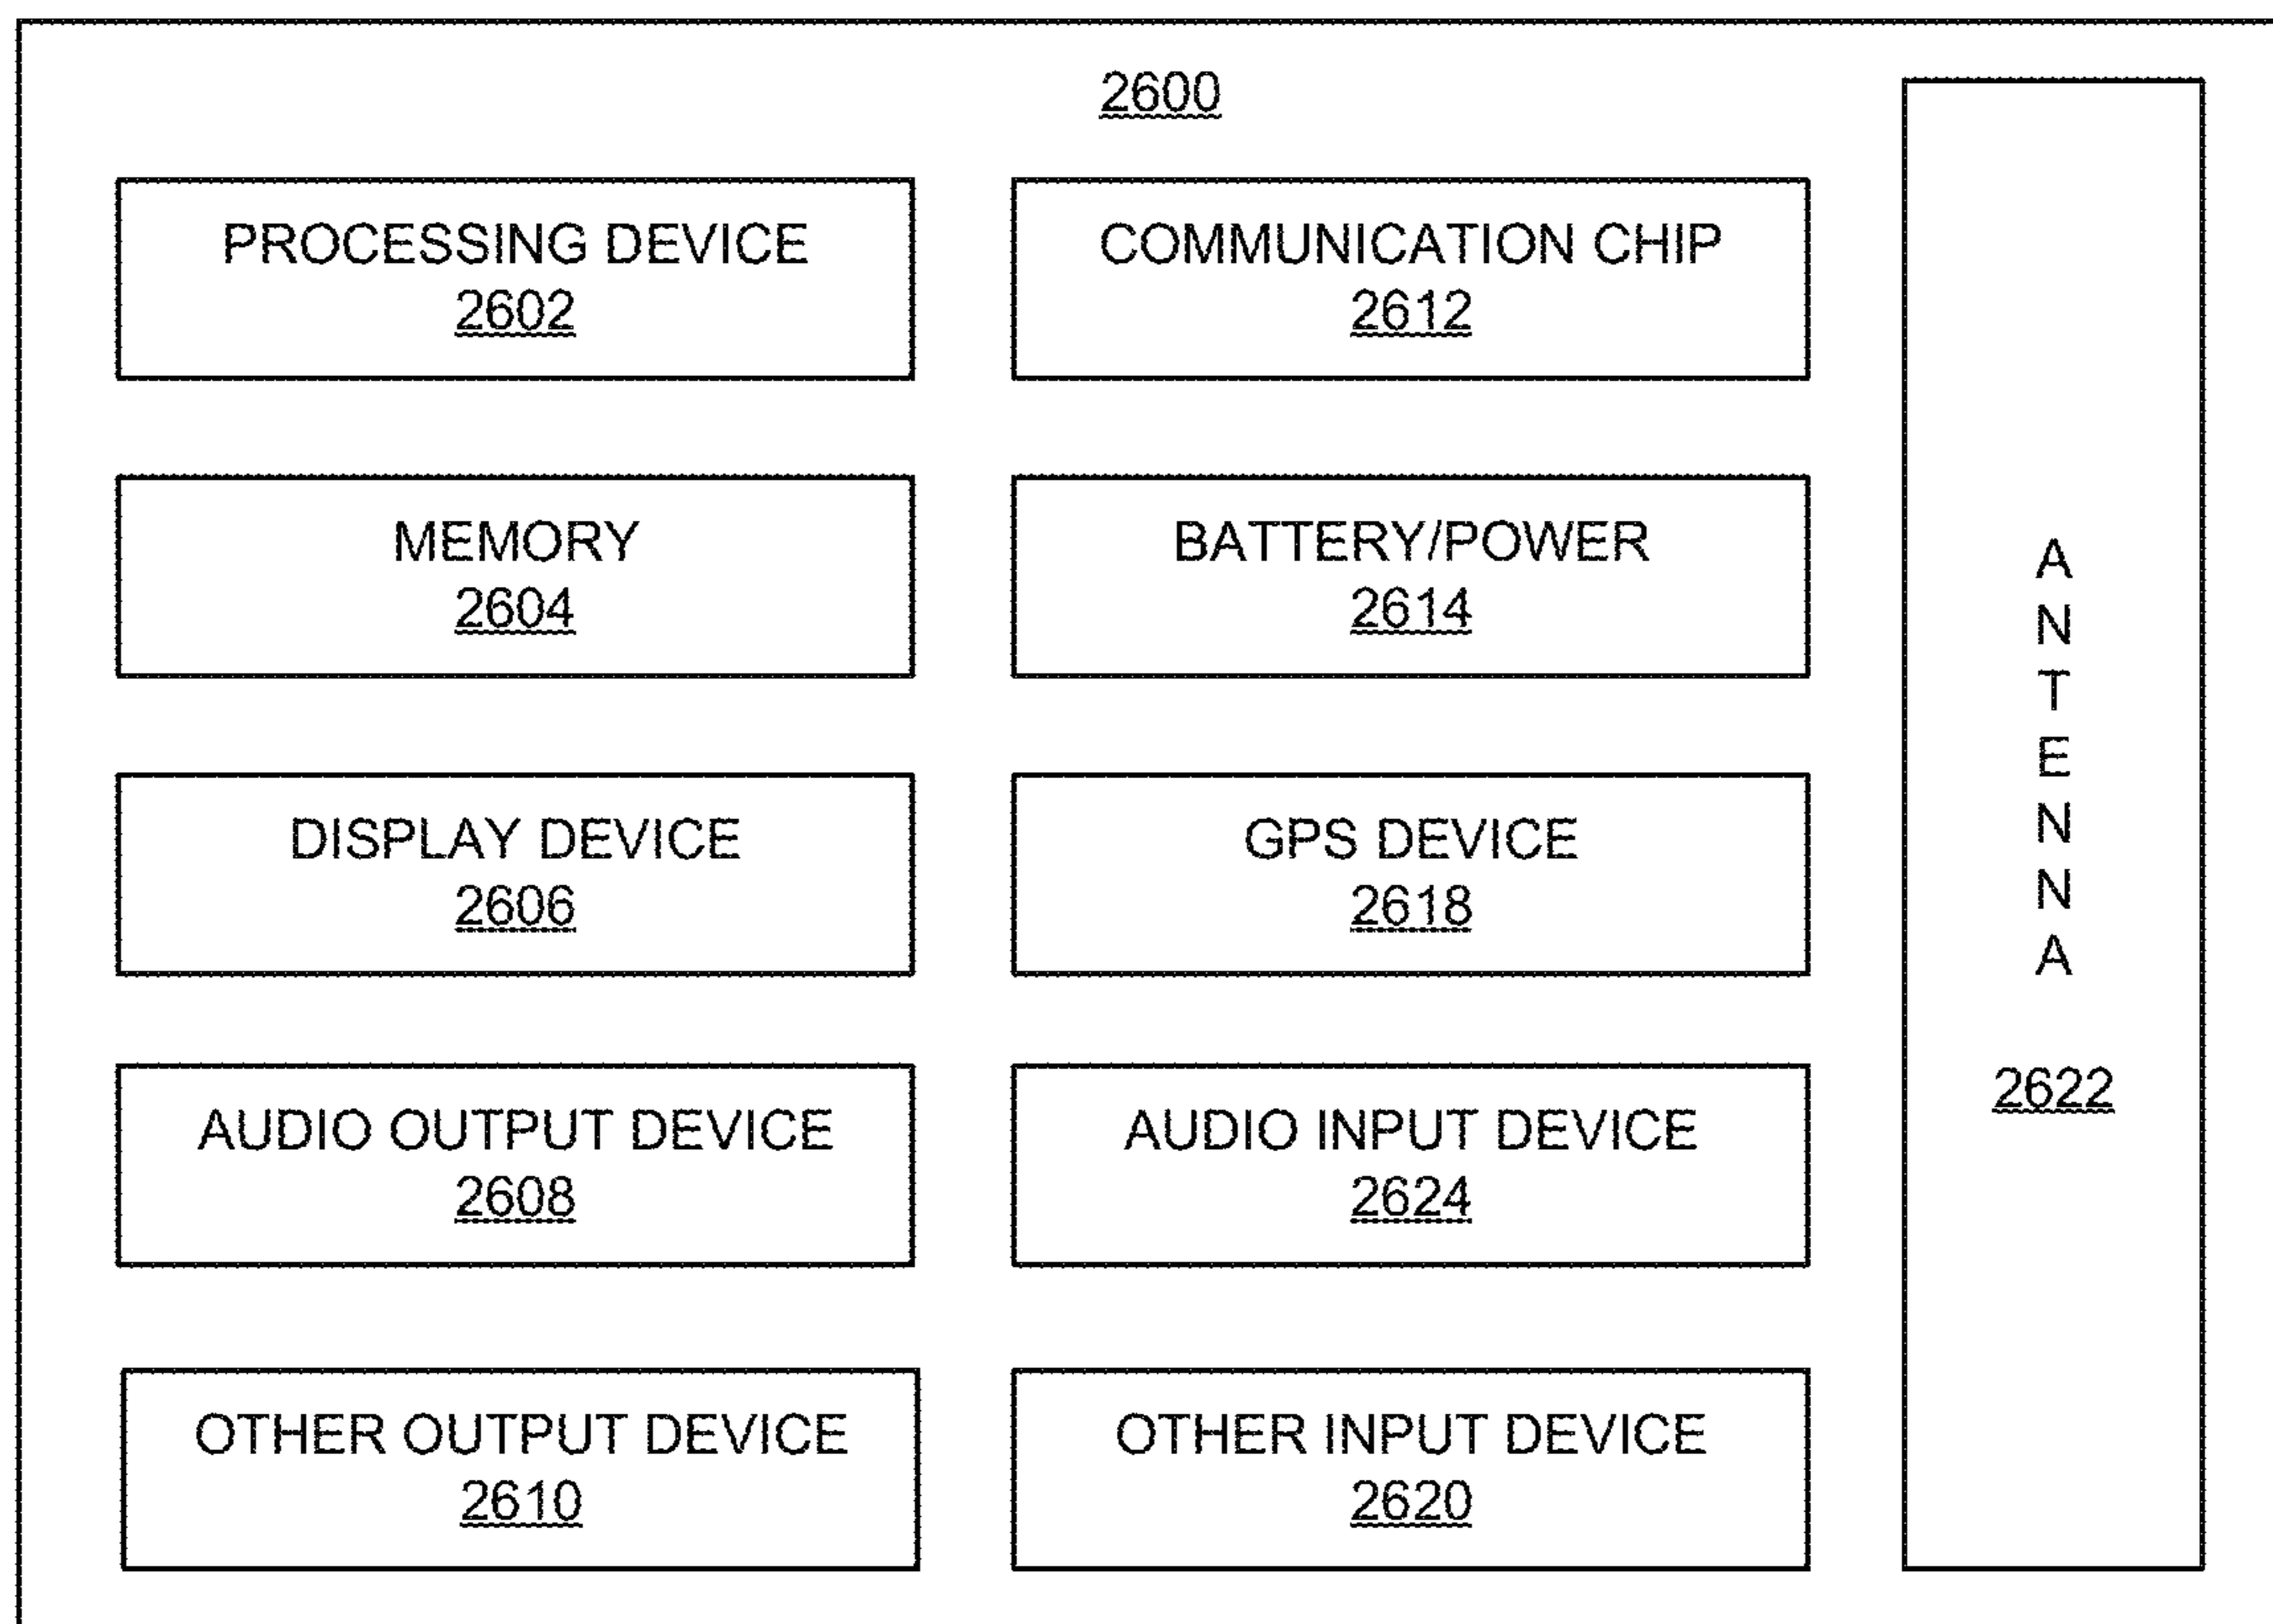 2600
PROCESSING DEVICE
2602
COMMUNICATION CHIP
2612
MEMORY
2604
BATTERY/POWER
2614
DISPLAY DEVICE
2606
GPS DEVICE
2618
AUDIO OUTPUT DEVICE
2608
AUDIO INPUT DEVICE
2624
OTHER OUTPUT DEVICE
2610
OTHER INPUT DEVICE
2620
ANTENNA
2622